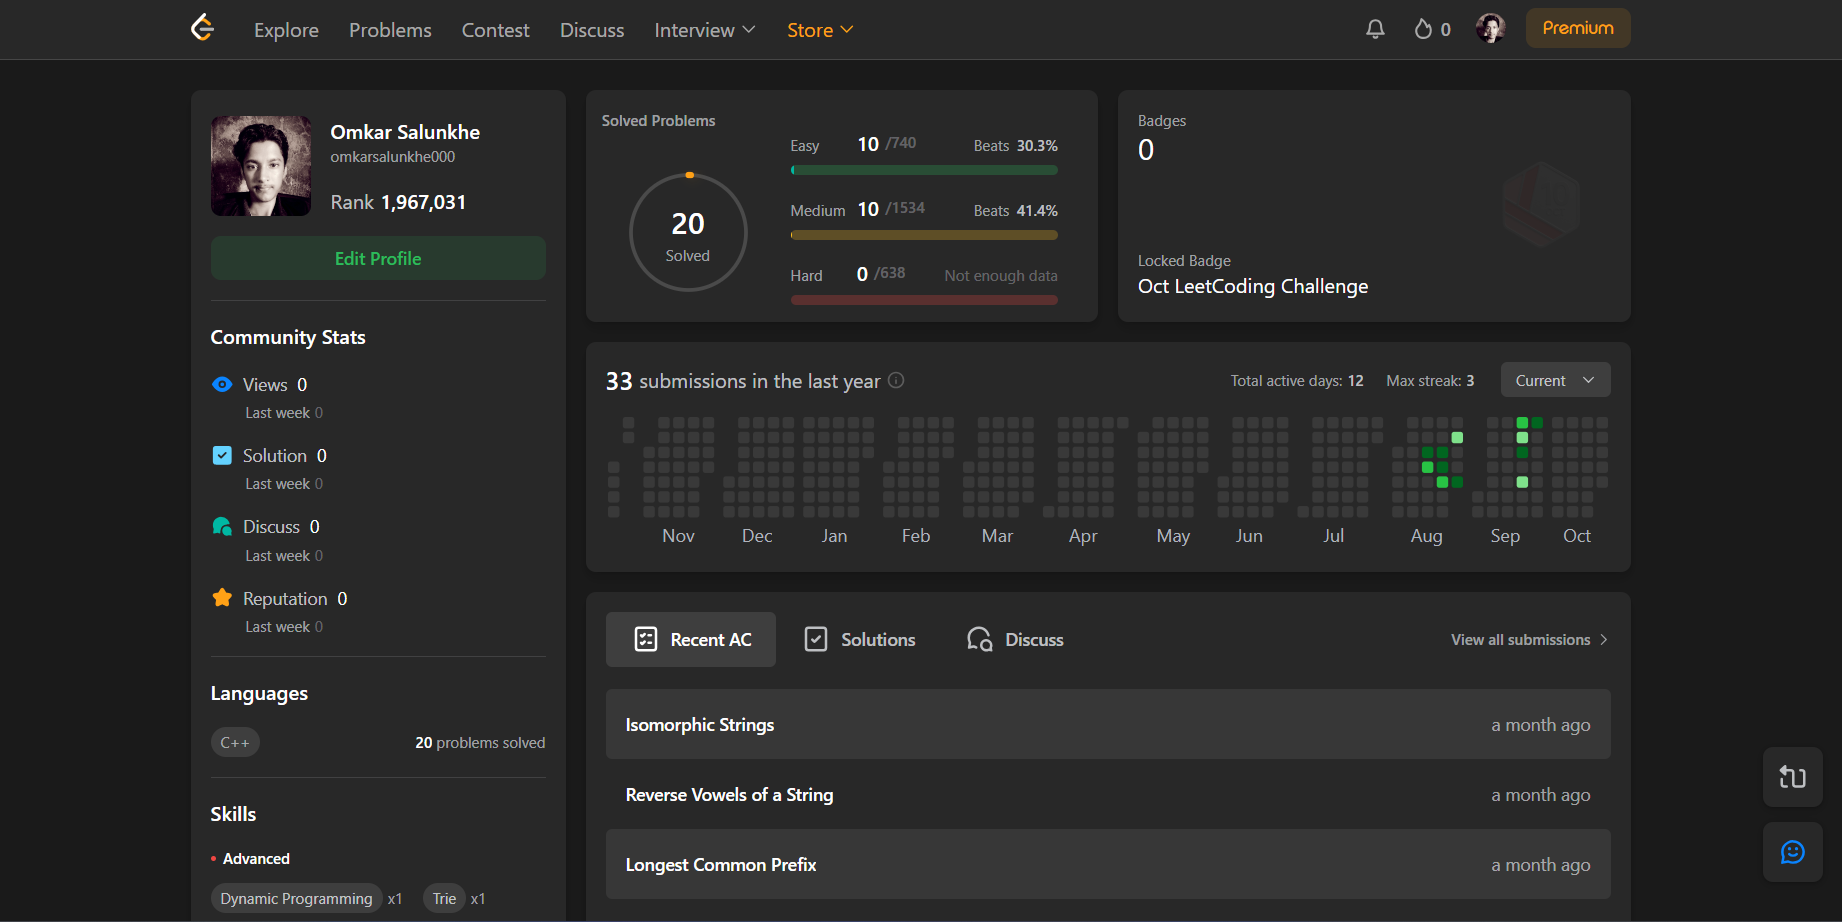 Explore Problems Contest Discuss Interview Store 0 Premium
Omkar Salunkhe
omkarsalunkhe000
Rank 1,967,031
Edit Profile
Community Stats
Views 0
Last week 0
Solution 0
Last week 0
Discuss 0
Last week 0
Reputation 0
Last week 0
Languages
C++ 20 problems solved
Skills
Advanced
Dynamic Programming x1 Trie x1
Solved Problems
20
Solved
Easy 10 /740 Beats 30.3%
Medium 10 /1534 Beats 41.4%
Hard 0 /638 Not enough data
Badges
0
Locked Badge
Oct LeetCoding Challenge
33 submissions in the last year Total active days: 12 Max streak: 3 Current
Nov Dec Jan Feb Mar Apr May Jun Jul Aug Sep Oct
Recent AC Solutions Discuss View all submissions
Isomorphic Strings a month ago
Reverse Vowels of a String a month ago
Longest Common Prefix a month ago